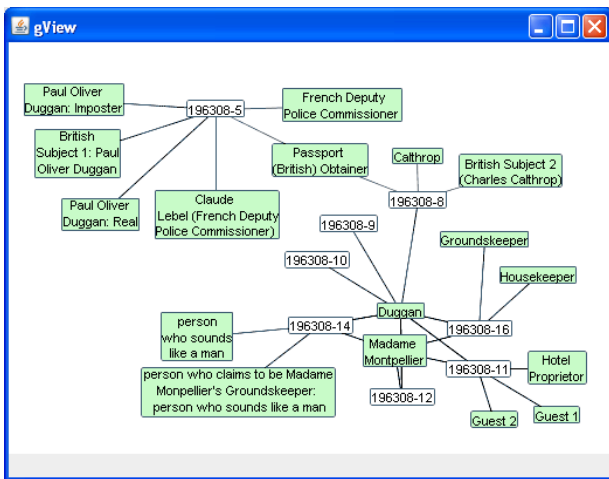 gView
Paul Oliver
Duggan: Imposter
196308-5
French Deputy
Police Commissioner
British
Subject 1: Paul
Oliver Duggan
Passport
(British) Obtainer
Calthrop
British Subject 2
(Charles Calthrop)
Paul Oliver
Duggan: Real
Claude
Lebel (French Deputy
Police Commissioner)
196308-8
196308-9
Groundskeeper
196308-10
Housekeeper
Duggan
person
who sounds
like a man
196308-14
196308-16
Madame
Montpellier
person who claims to be Madame
Monpellier's Groundskeeper:
person who sounds like a man
196308-11
Hotel
Proprietor
196308-12
Guest 2
Guest 1